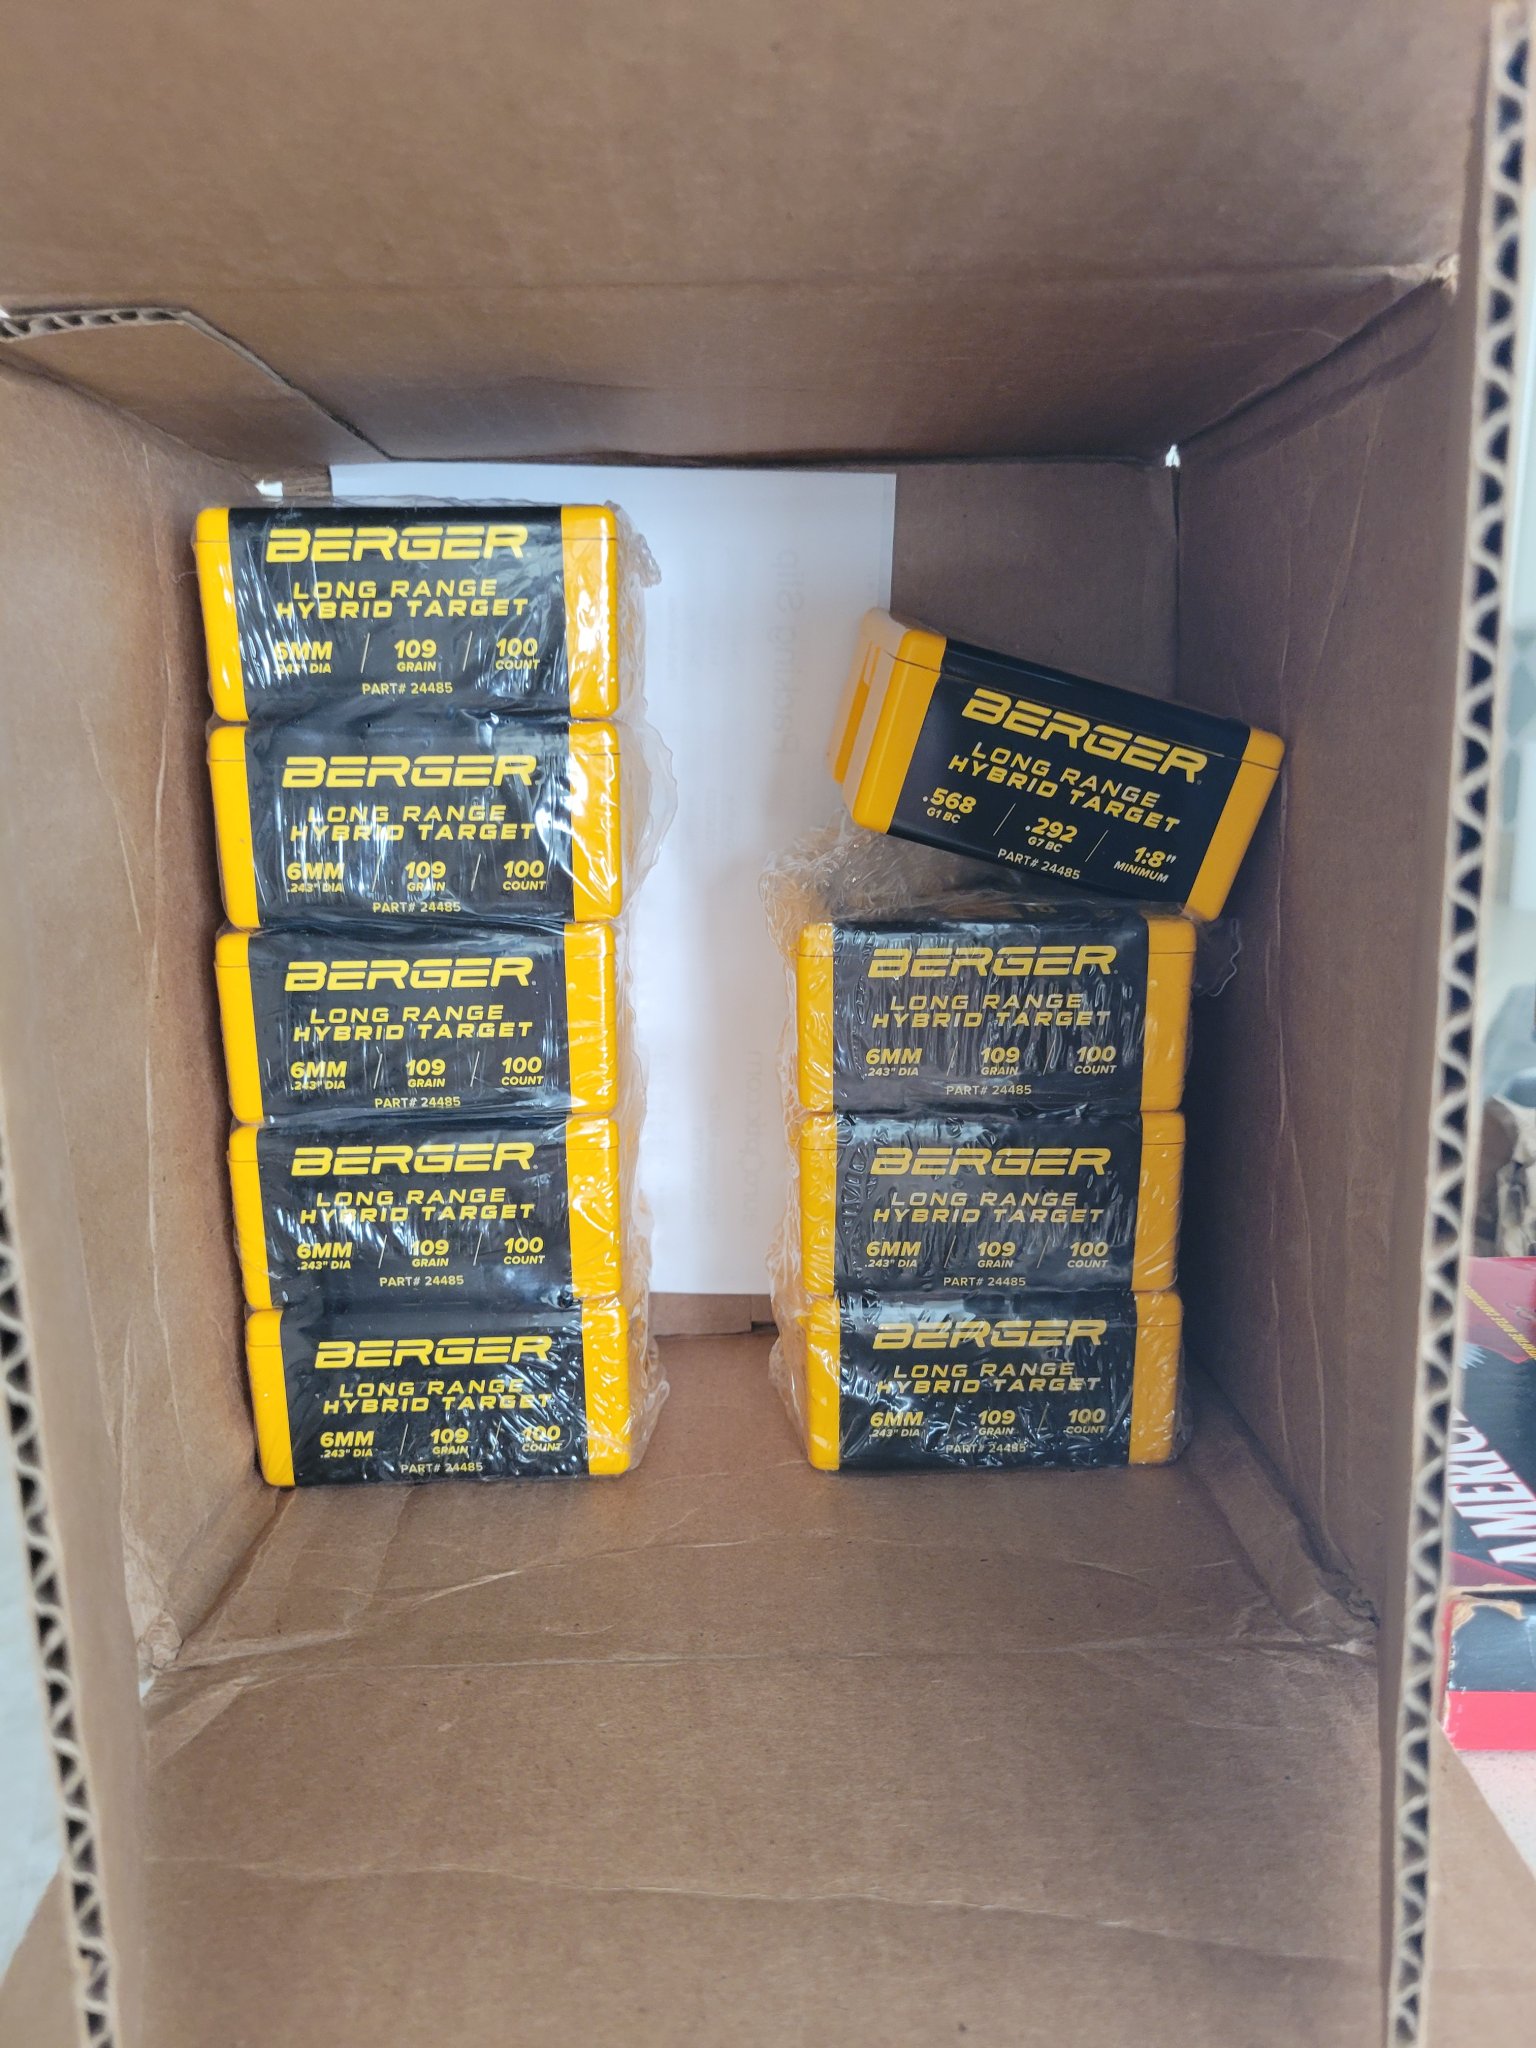 BERGER
LONG RANGE
HYBRID TARGET
6MM / 109 / 100
.243" DIA GRAIN COUNT
PART# 24485
BERGER
LONG RANGE
HYBRID TARGET
6MM / 109 / 100
.243" DIA GRAIN COUNT
PART# 24485
BERGER
LONG RANGE
HYBRID TARGET
6MM / 109 / 100
.243" DIA GRAIN COUNT
PART# 24485
BERGER
LONG RANGE
HYBRID TARGET
6MM / 109 / 100
.243" DIA GRAIN COUNT
PART# 24485
BERGER
LONG RANGE
HYBRID TARGET
6MM / 109 / 100
.243" DIA GRAIN COUNT
PART# 24485
Packing Slip
BERGER
LONG RANGE
HYBRID TARGET
.568 / .292 / 1:8"
G1 BC G7 BC MINIMUM
PART# 24485
BERGER
LONG RANGE
HYBRID TARGET
6MM / 109 / 100
.243" DIA GRAIN COUNT
PART# 24485
BERGER
LONG RANGE
HYBRID TARGET
6MM / 109 / 100
.243" DIA GRAIN COUNT
PART# 24485
BERGER
LONG RANGE
HYBRID TARGET
6MM / 109 / 100
.243" DIA GRAIN COUNT
PART# 24485